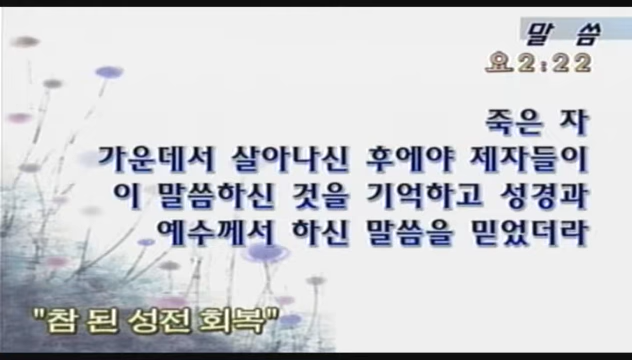 말 씀
요2:22
죽은 자
가운데서 살아나신 후에야 제자들이
이 말씀하신 것을 기억하고 성경과
예수께서 하신 말씀을 믿었더라
"참 된 성전 회복"